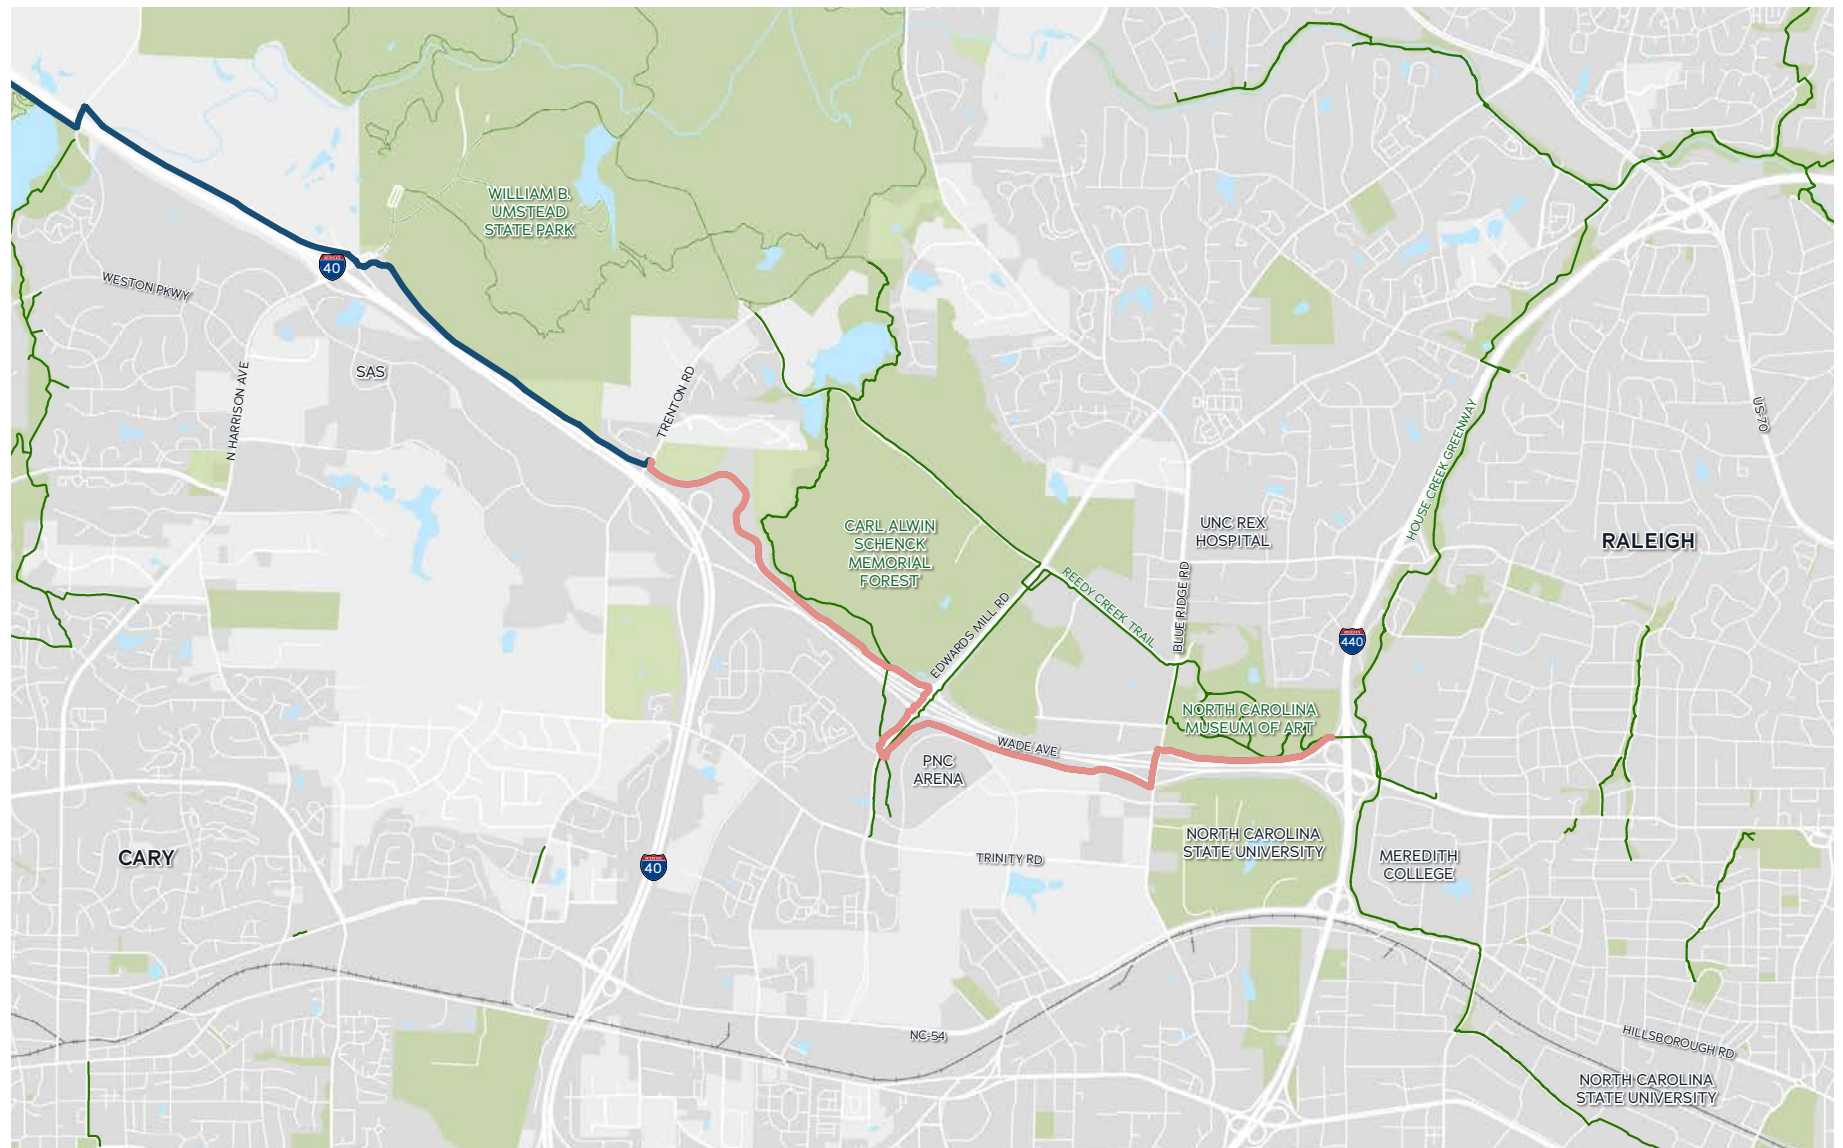 WILLIAM B.
UMSTEAD
STATE PARK
40
WESTON PKWY
SAS
N HARRISON AVE
TRENTON RD
US-70
HOUSE CREEK GREENWAY
CARL ALWIN
SCHENCK
MEMORIAL
FOREST
UNC REX
HOSPITAL
RALEIGH
REEDY CREEK TRAIL
BLUE RIDGE RD
EDWARDS MILL RD
440
NORTH CAROLINA
MUSEUM OF ART
WADE AVE
PNC
ARENA
CARY
40
TRINITY RD
NORTH CAROLINA
STATE UNIVERSITY
MEREDITH
COLLEGE
NC-54
HILLSBOROUGH RD
NORTH CAROLINA
STATE UNIVERSITY